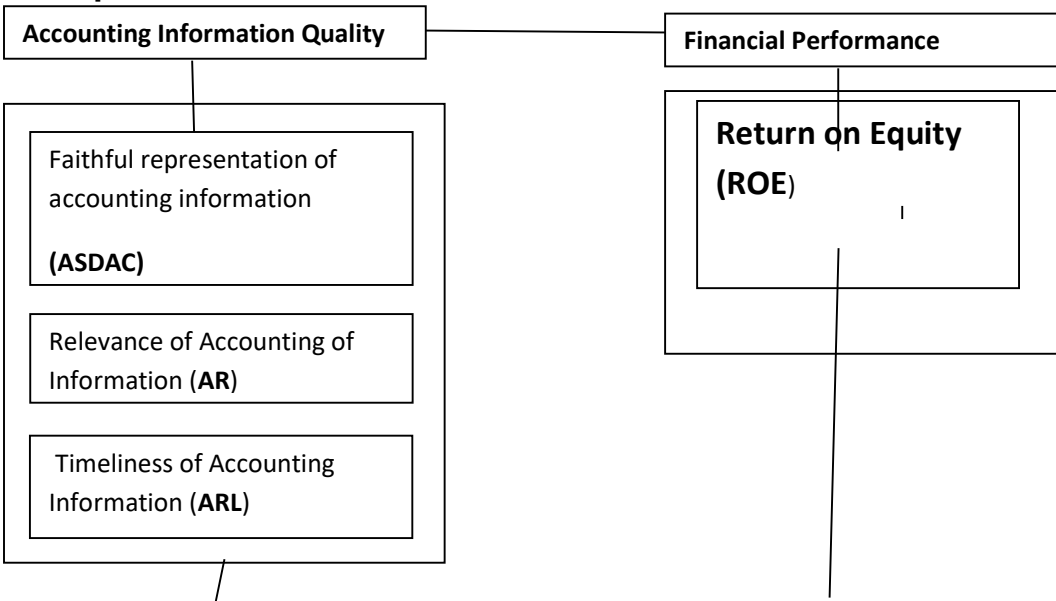 Accounting Information Quality
Financial Performance
Faithful representation of
accounting information
(ASDAC)
Relevance of Accounting of
Information (AR)
Timeliness of Accounting
Information (ARL)
Return on Equity
(ROE)